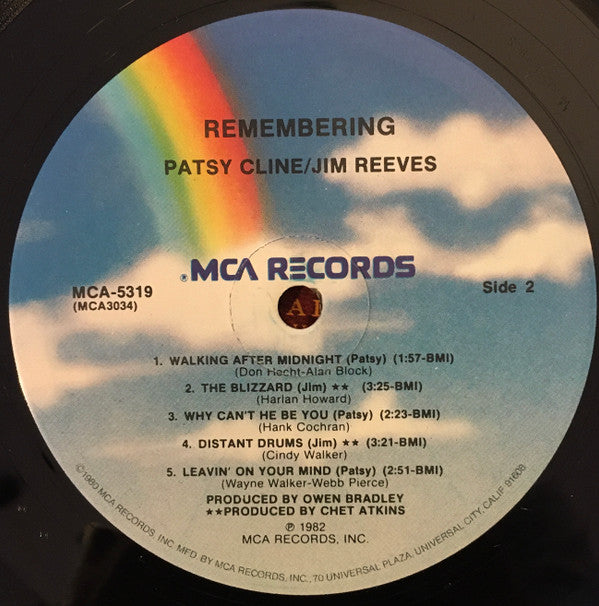 REMEMBERING
PATSY CLINE/JIM REEVES
® MCA RECORDS
MCA-5319
(MCA3034)
Side 2
1. WALKING AFTER MIDNIGHT (Patsy) (1:57-BMI)
(Don Hecht-Alan Block)
2. THE BLIZZARD (Jim) ★★ (3:25-BMI)
(Harlan Howard)
3. WHY CAN'T HE BE YOU (Patsy) (2:23-BMI)
(Hank Cochran)
4. DISTANT DRUMS (Jim) ★★ (3:21-BMI)
(Cindy Walker)
5. LEAVIN' ON YOUR MIND (Patsy) (2:51-BMI)
(Wayne Walker-Webb Pierce)
PRODUCED BY OWEN BRADLEY
★★PRODUCED BY CHET ATKINS
℗ 1982
MCA RECORDS, INC.
©1980 MCA RECORDS, INC. MFD. BY MCA RECORDS, INC., 70 UNIVERSAL PLAZA, UNIVERSAL CITY, CALIF. 91608